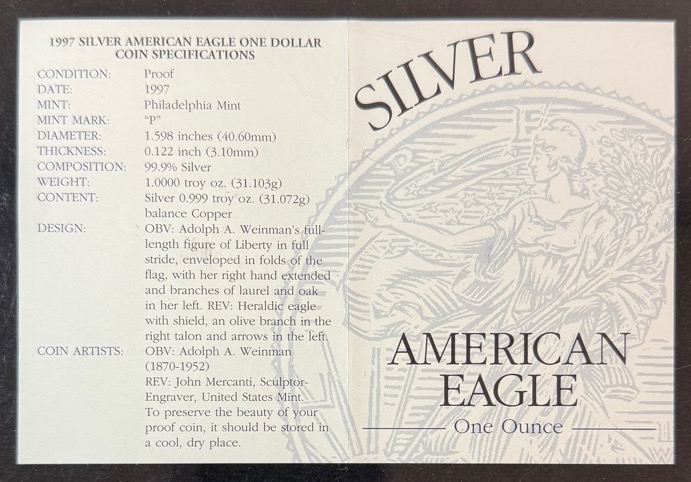 1997 SILVER AMERICAN EAGLE ONE DOLLAR
COIN SPECIFICATIONS
CONDITION: Proof
DATE: 1997
MINT: Philadelphia Mint
MINT MARK: "P"
DIAMETER: 1.598 inches (40.60mm)
THICKNESS: 0.122 inch (3.10mm)
COMPOSITION: 99.9% Silver
WEIGHT: 1.0000 troy oz. (31.103g)
CONTENT: Silver 0.999 troy oz. (31.072g)
balance Copper
DESIGN: OBV: Adolph A. Weinman's full-
length figure of Liberty in full
stride, enveloped in folds of the
flag, with her right hand extended
and branches of laurel and oak
in her left. REV: Heraldic eagle
with shield, an olive branch in the
right talon and arrows in the left.
COIN ARTISTS: OBV: Adolph A. Weinman
(1870-1952)
REV: John Mercanti, Sculptor-
Engraver, United States Mint.
To preserve the beauty of your
proof coin, it should be stored in
a cool, dry place.
SILVER
AMERICAN
EAGLE
One Ounce